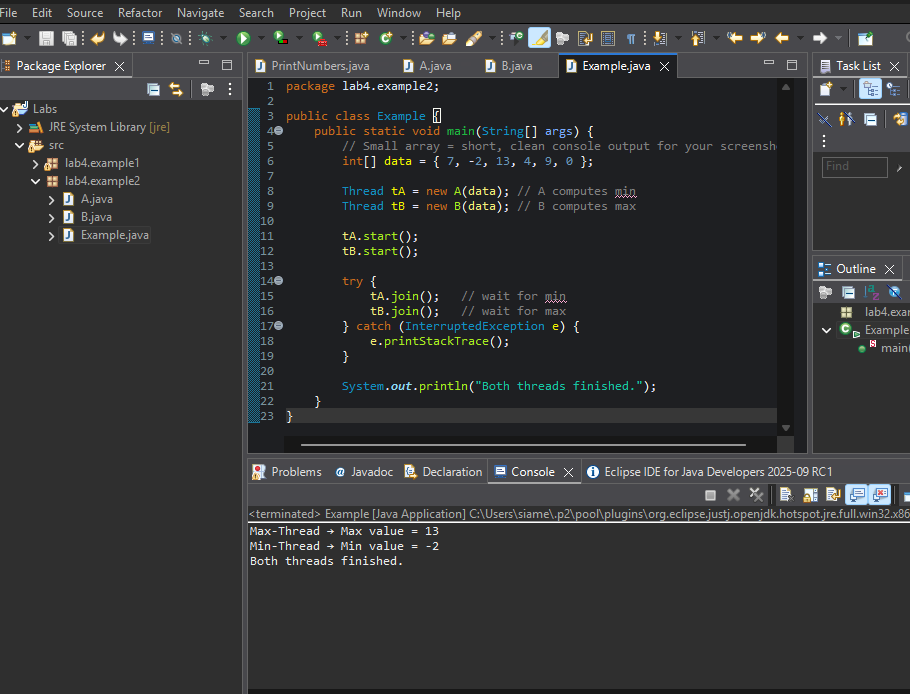 File Edit Source Refactor Navigate Search Project Run Window Help
Package Explorer
Labs
JRE System Library [jre]
src
lab4.example1
lab4.example2
A.java
B.java
Example.java
PrintNumbers.java A.java B.java Example.java
1 package lab4.example2;
2
3 public class Example {
4 public static void main(String[] args) {
5 // Small array = short, clean console output for your screensh
6 int[] data = { 7, -2, 13, 4, 9, 0 };
7
8 Thread tA = new A(data); // A computes min
9 Thread tB = new B(data); // B computes max
10
11 tA.start();
12 tB.start();
13
14 try {
15 tA.join();   // wait for min
16 tB.join();   // wait for max
17 } catch (InterruptedException e) {
18 e.printStackTrace();
19 }
20
21 System.out.println("Both threads finished.");
22 }
23 }
Task List
Find
Outline
lab4.exar
Example
main(
Problems Javadoc Declaration Console Eclipse IDE for Java Developers 2025-09 RC1
<terminated> Example [Java Application] C:\Users\siame\.p2\pool\plugins\org.eclipse.justj.openjdk.hotspot.jre.full.win32.x86
Max-Thread → Max value = 13
Min-Thread → Min value = -2
Both threads finished.